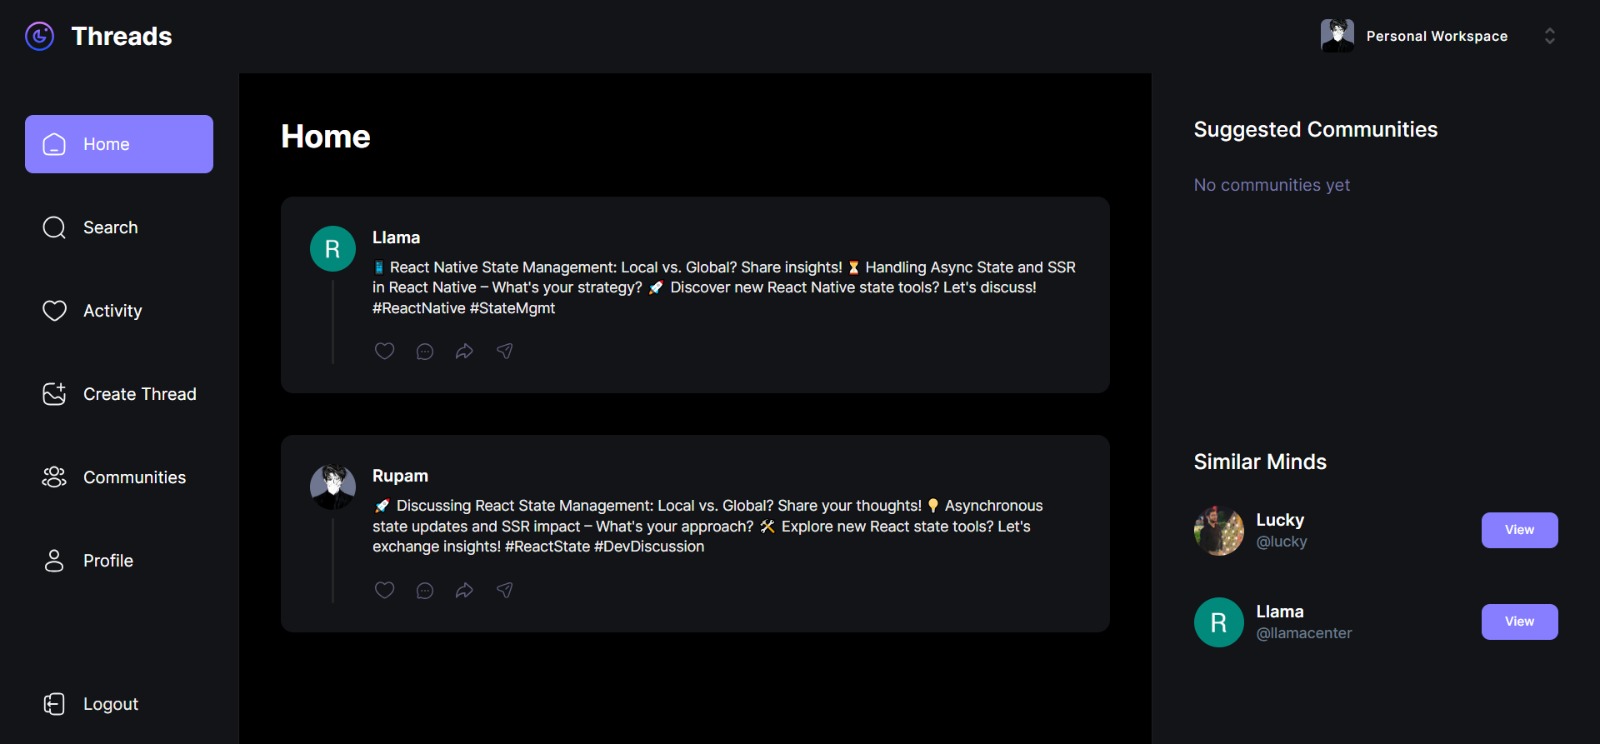 Threads
Personal Workspace
Home
Search
Activity
Create Thread
Communities
Profile
Logout
Home
R
Llama
📱 React Native State Management: Local vs. Global? Share insights! ⏳ Handling Async State and SSR
in React Native – What's your strategy? 🚀 Discover new React Native state tools? Let's discuss!
#ReactNative #StateMgmt
Rupam
🚀 Discussing React State Management: Local vs. Global? Share your thoughts! 💡 Asynchronous
state updates and SSR impact – What's your approach? 🛠️ Explore new React state tools? Let's
exchange insights! #ReactState #DevDiscussion
Suggested Communities
No communities yet
Similar Minds
Lucky
@lucky
View
R
Llama
@llamacenter
View